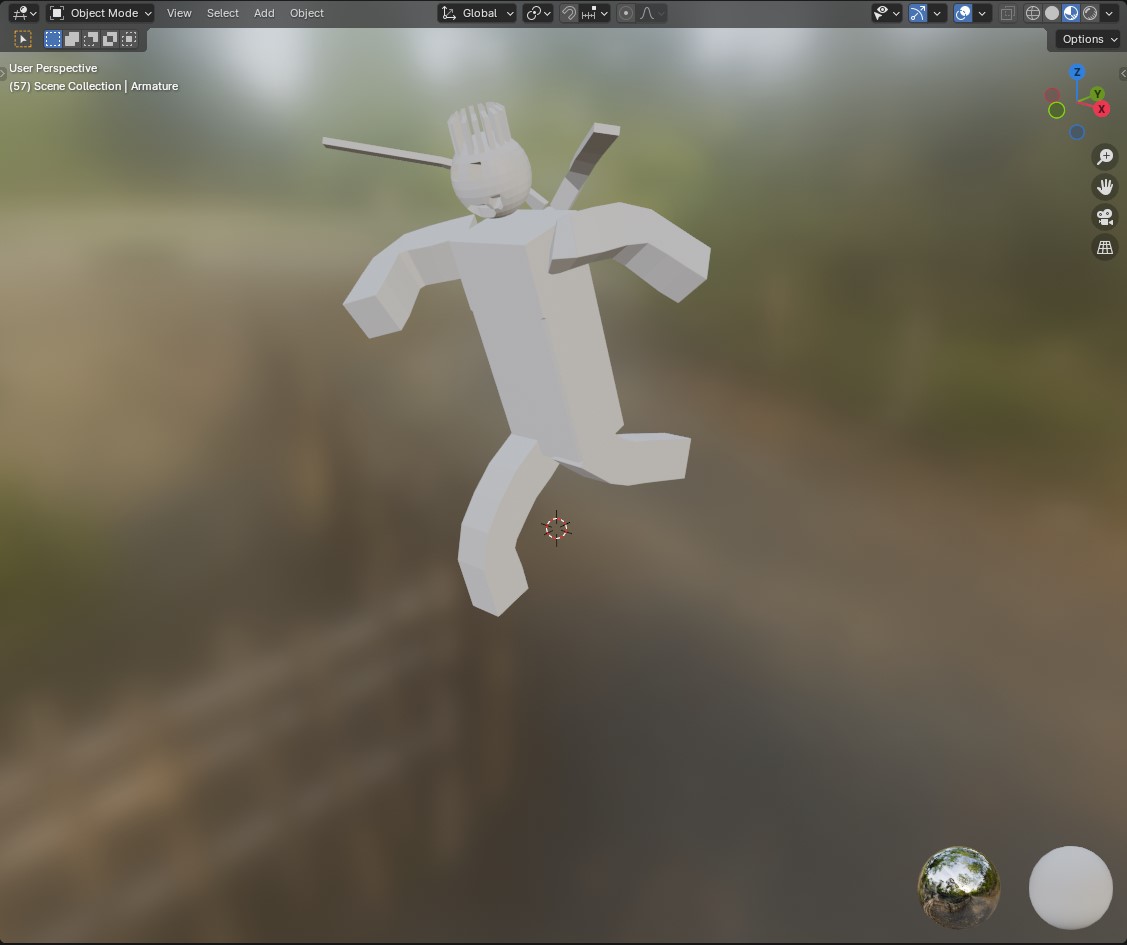 Object Mode View Select Add Object Global
Options
User Perspective
(57) Scene Collection | Armature
Z
Y
X